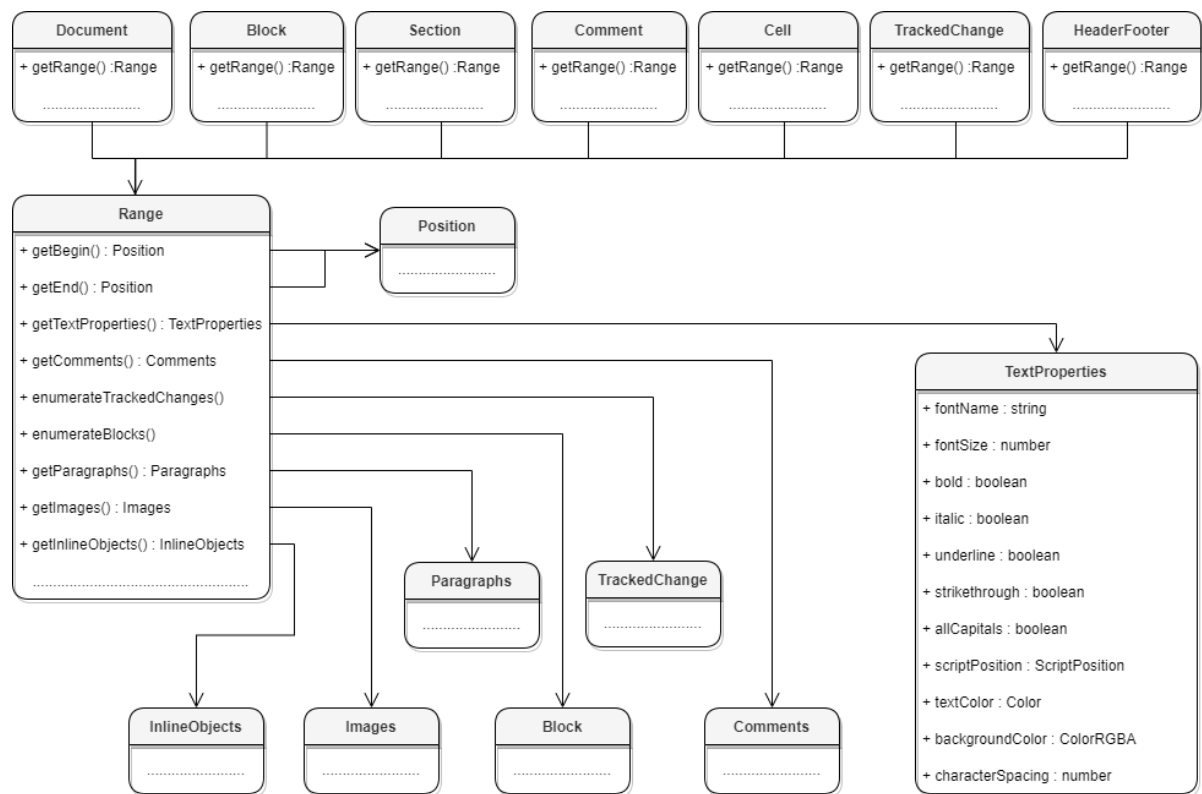 Document
+ getRange() :Range
........................
Block
+ getRange() :Range
........................
Section
+ getRange() :Range
........................
Comment
+ getRange() :Range
........................
Cell
+ getRange() :Range
........................
TrackedChange
+ getRange() :Range
........................
HeaderFooter
+ getRange() :Range
........................
Range
+ getBegin() : Position
+ getEnd() : Position
+ getTextProperties() : TextProperties
+ getComments() : Comments
+ enumerateTrackedChanges()
+ enumerateBlocks()
+ getParagraphs() : Paragraphs
+ getImages() : Images
+ getInlineObjects() : InlineObjects
.....................................................
Position
........................
TextProperties
+ fontName : string
+ fontSize : number
+ bold : boolean
+ italic : boolean
+ underline : boolean
+ strikethrough : boolean
+ allCapitals : boolean
+ scriptPosition : ScriptPosition
+ textColor : Color
+ backgroundColor : ColorRGBA
+ characterSpacing : number
Paragraphs
........................
TrackedChange
........................
InlineObjects
........................
Images
........................
Block
........................
Comments
........................